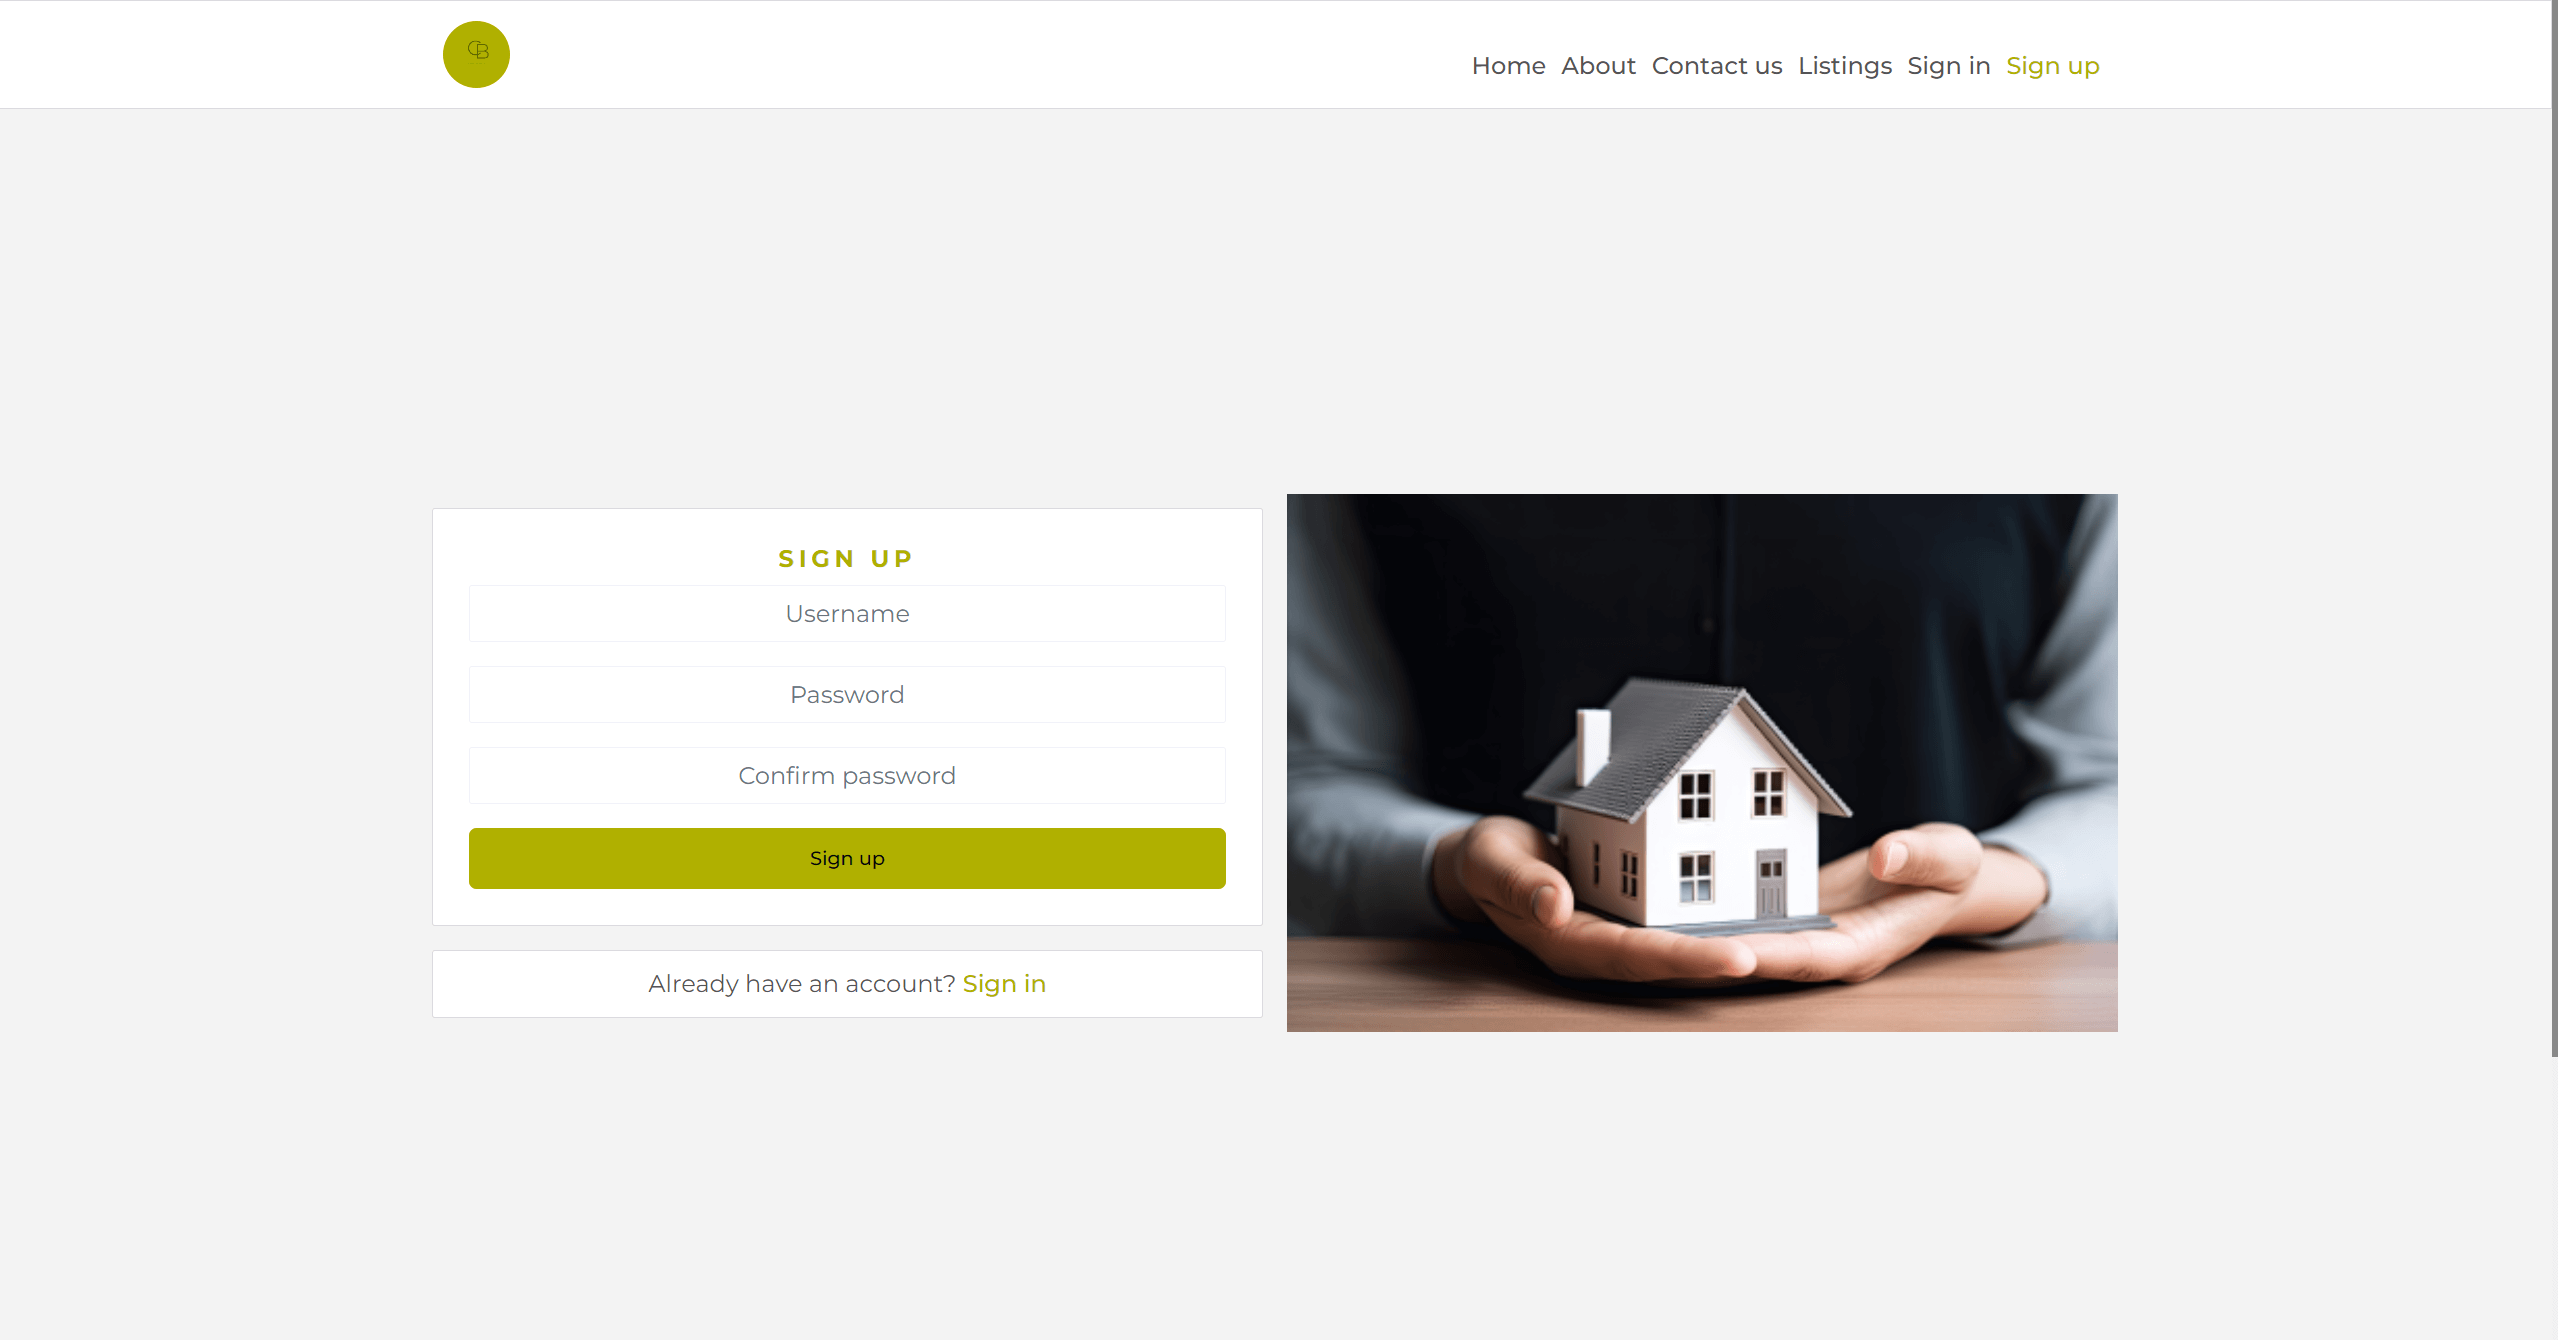 CB
Home About Contact us Listings Sign in Sign up
SIGN UP
Username
Password
Confirm password
Sign up
Already have an account? Sign in